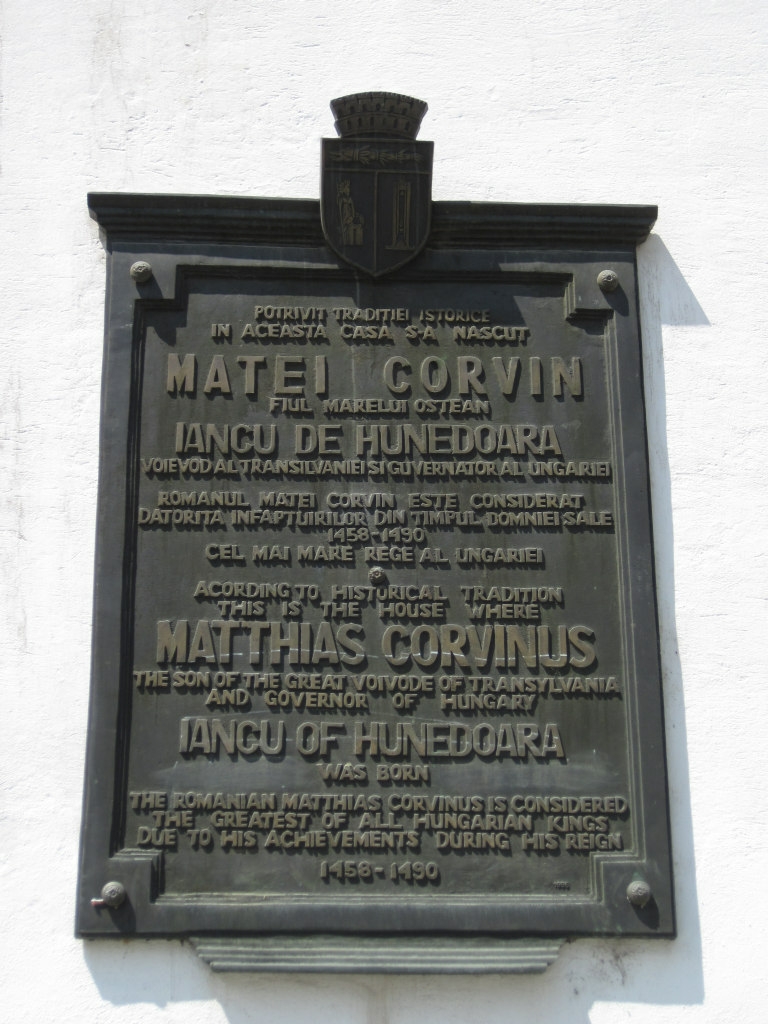 POTRIVIT TRADITIEI ISTORICE
IN ACEASTA CASA S-A NASCUT
MATEI CORVIN
FIUL MARELUI OSTEAN
IANCU DE HUNEDOARA
VOIEVOD AL TRANSILVANIEI SI GUVERNATOR AL UNGARIEI
ROMANUL MATEI CORVIN ESTE CONSIDERAT
DATORITA INFAPTUIRILOR DIN TIMPUL DOMNIEI SALE
1458-1490
CEL MAI MARE REGE AL UNGARIEI
ACORDING TO HISTORICAL TRADITION
THIS IS THE HOUSE WHERE
MATTHIAS CORVINUS
THE SON OF THE GREAT VOIVODE OF TRANSYLVANIA
AND GOVERNOR OF HUNGARY
IANCU OF HUNEDOARA
WAS BORN
THE ROMANIAN MATTHIAS CORVINUS IS CONSIDERED
THE GREATEST OF ALL HUNGARIAN KINGS
DUE TO HIS ACHIEVEMENTS DURING HIS REIGN
1458-1490